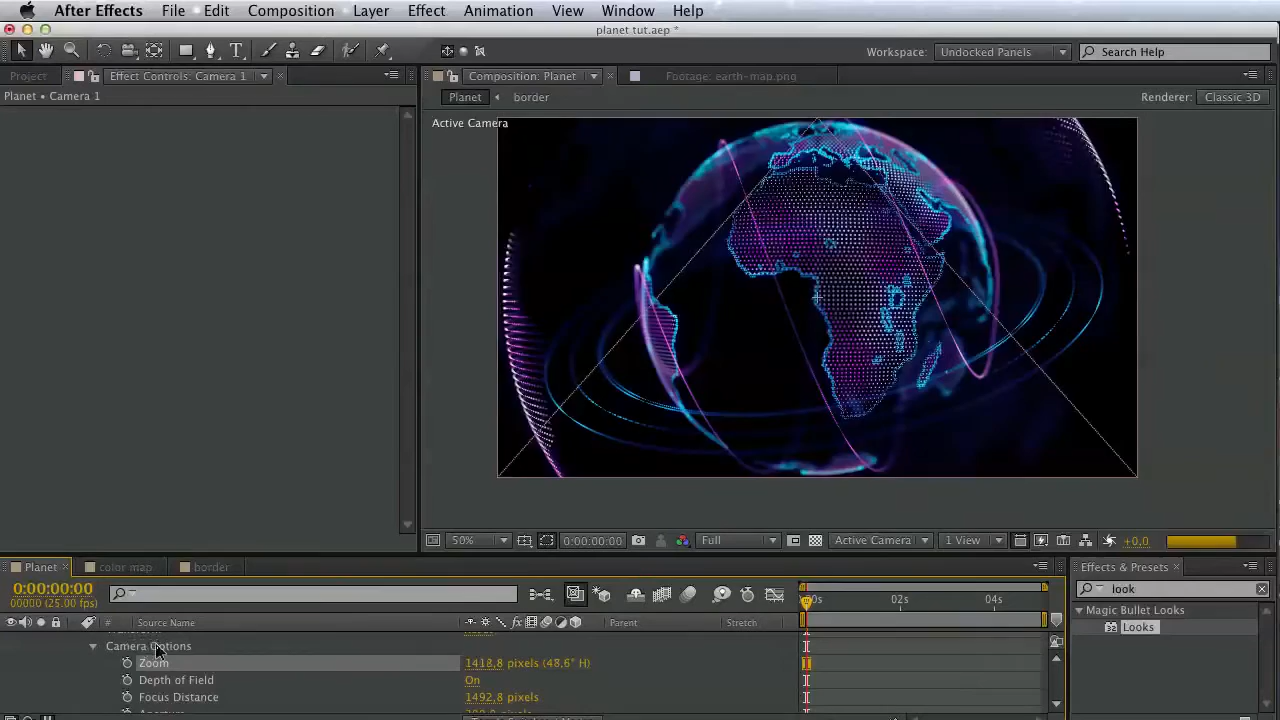 After Effects File Edit Composition Layer Effect Animation View Window Help
planet tut.aep *
Workspace: Undocked Panels Search Help
Project Effect Controls: Camera 1 Composition: Planet Footage: earth-map.png
Planet • Camera 1 Planet border Renderer: Classic 3D
Active Camera
50% 0:00:00:00 Full Active Camera 1 View +0,0
Planet color map border Effects & Presets
0:00:00:00 look
00000 (25.00 fps) 02s 04s Magic Bullet Looks
# Source Name Parent Stretch Looks
Camera Options
Zoom 1418,8 pixels (48,6° H)
Depth of Field On
Focus Distance 1492,8 pixels